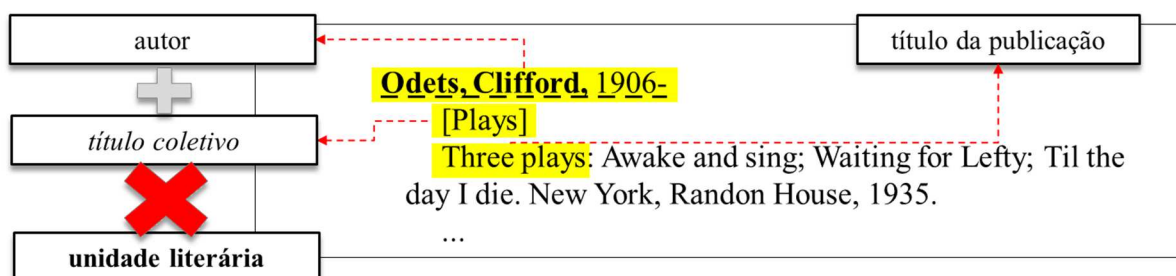 autor
título da publicação
Odets, Clifford, 1906-
[Plays]
título coletivo
Three plays: Awake and sing; Waiting for Lefty; Til the
day I die. New York, Randon House, 1935.
...
unidade literária